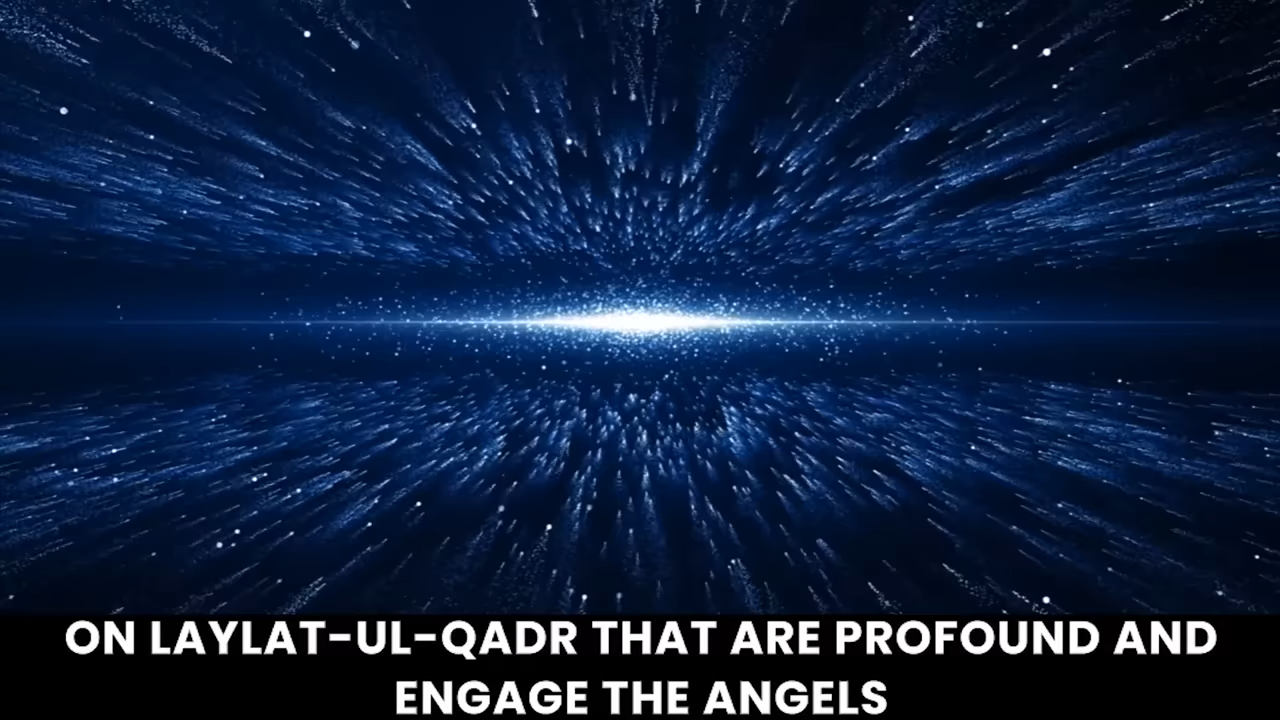 ON LAYLAT-UL-QADR THAT ARE PROFOUND AND
ENGAGE THE ANGELS